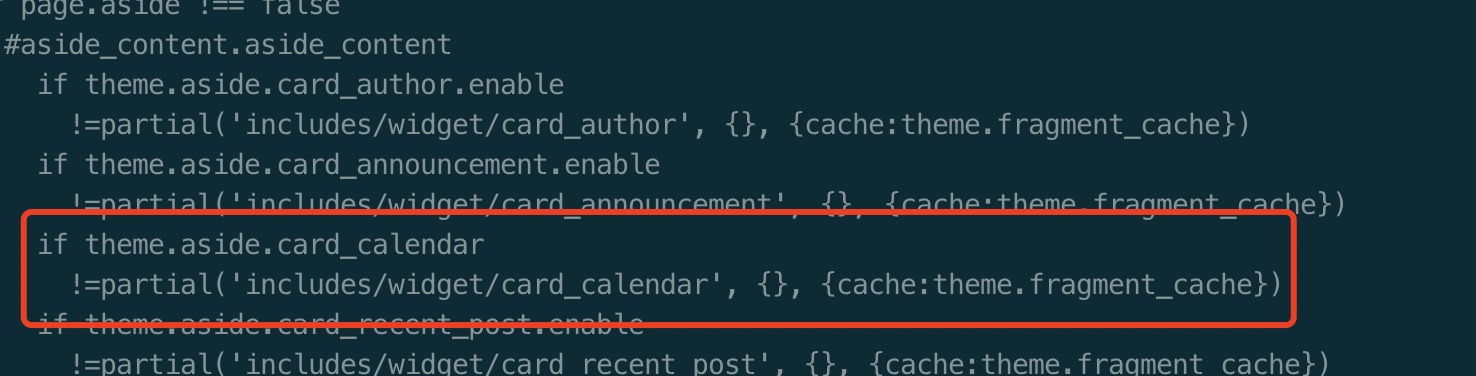 page.aside !== false
#aside_content.aside_content
if theme.aside.card_author.enable
!=partial('includes/widget/card_author', {}, {cache:theme.fragment_cache})
if theme.aside.card_announcement.enable
!=partial('includes/widget/card_announcement', {}, {cache:theme.fragment_cache})
if theme.aside.card_calendar
!=partial('includes/widget/card_calendar', {}, {cache:theme.fragment_cache})
if theme.aside.card_recent_post.enable
!=partial('includes/widget/card_recent_post', {}, {cache:theme.fragment_cache})